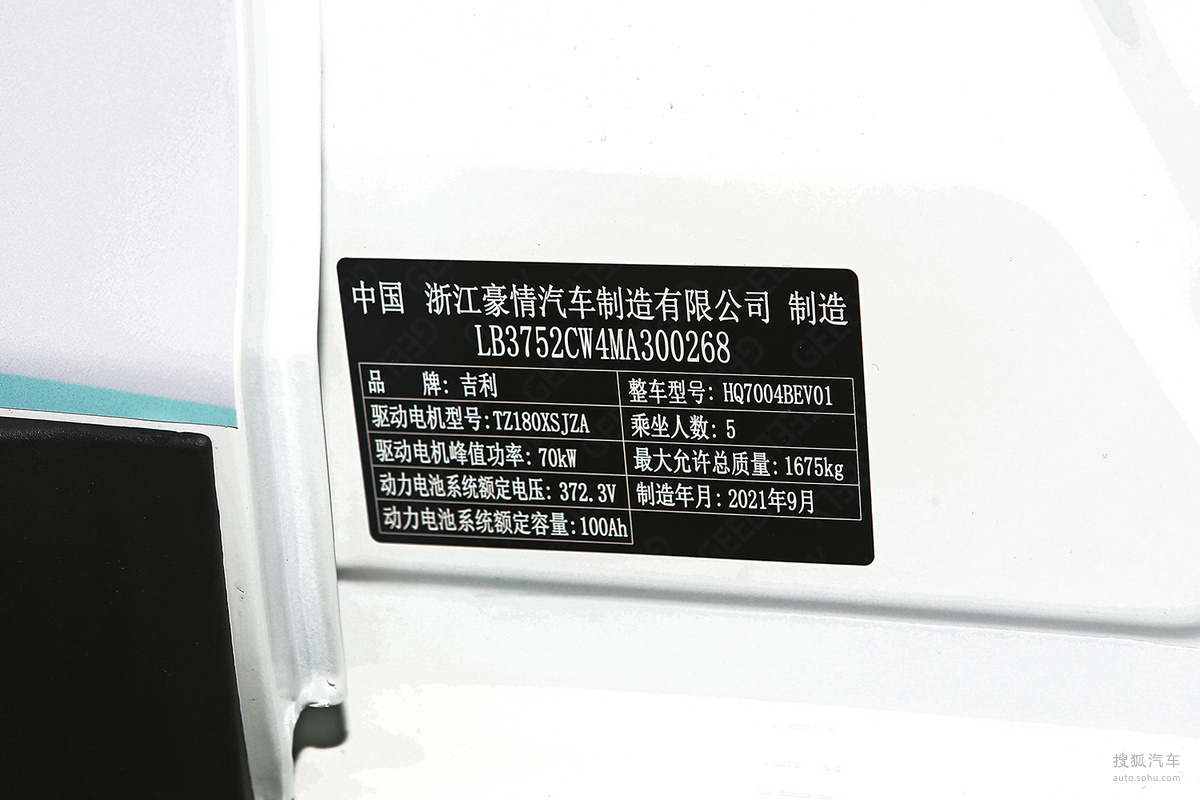 中国 浙江豪情汽车制造有限公司 制造
LB3752CW4MA300268
品 牌: 吉利 整车型号: HQ7004BEV01
驱动电机型号: TZ180XSJZA 乘坐人数: 5
驱动电机峰值功率: 70kW 最大允许总质量: 1675kg
动力电池系统额定电压: 372.3V 制造年月: 2021年9月
动力电池系统额定容量: 100Ah
搜狐汽车
auto.sohu.com